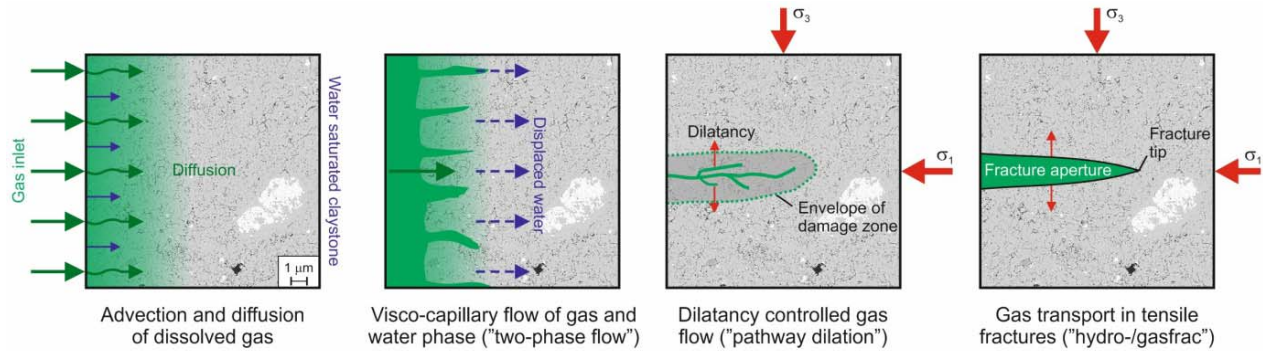 σ3
σ3
Gas inlet
Diffusion
1 μm
Water saturated claystone
Displaced water
Dilatancy
Envelope of
damage zone
σ1
Fracture aperture
Fracture
tip
σ1
Advection and diffusion
of dissolved gas
Visco-capillary flow of gas and
water phase ("two-phase flow")
Dilatancy controlled gas
flow ("pathway dilation")
Gas transport in tensile
fractures ("hydro-/gasfrac")